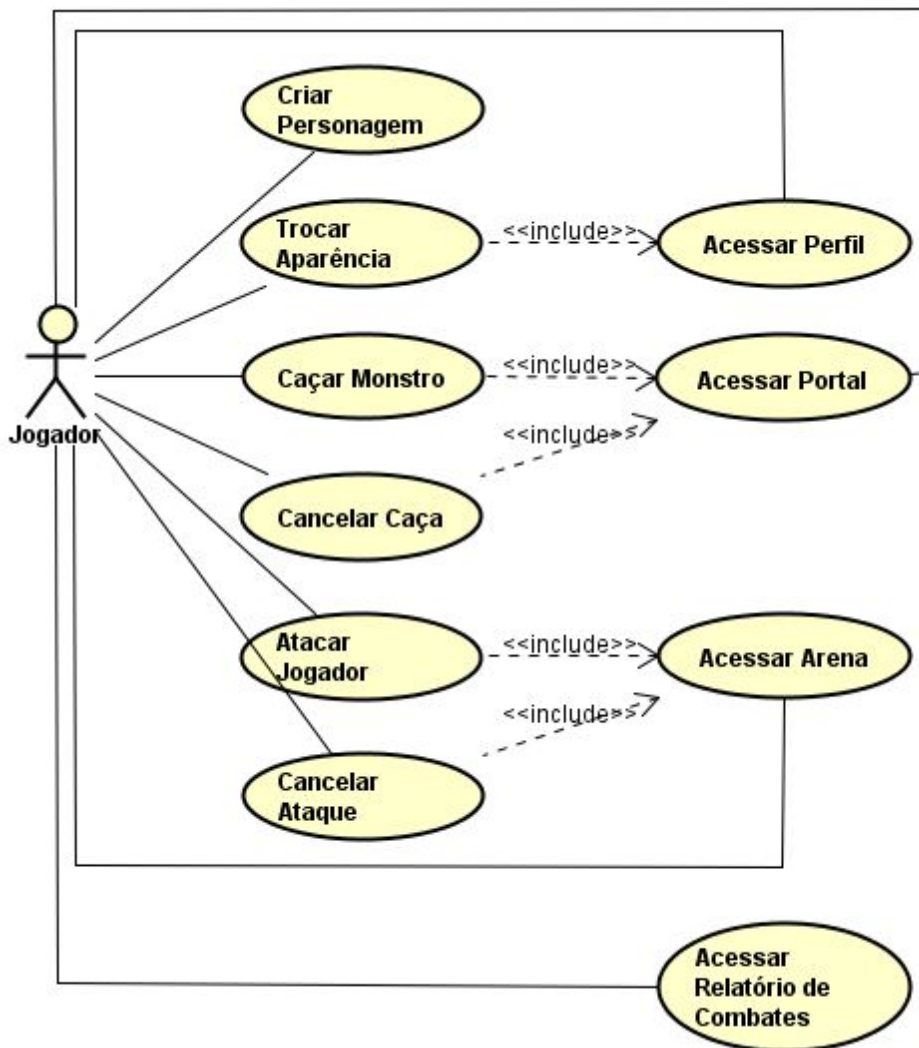 Criar
Personagem
Trocar
Aparência
<<include>>
Acessar Perfil
Caçar Monstro
<<include>>
Acessar Portal
Jogador
<<include>>
Cancelar Caça
Atacar
Jogador
<<include>>
Acessar Arena
<<include>>
Cancelar
Ataque
Acessar
Relatório de
Combates